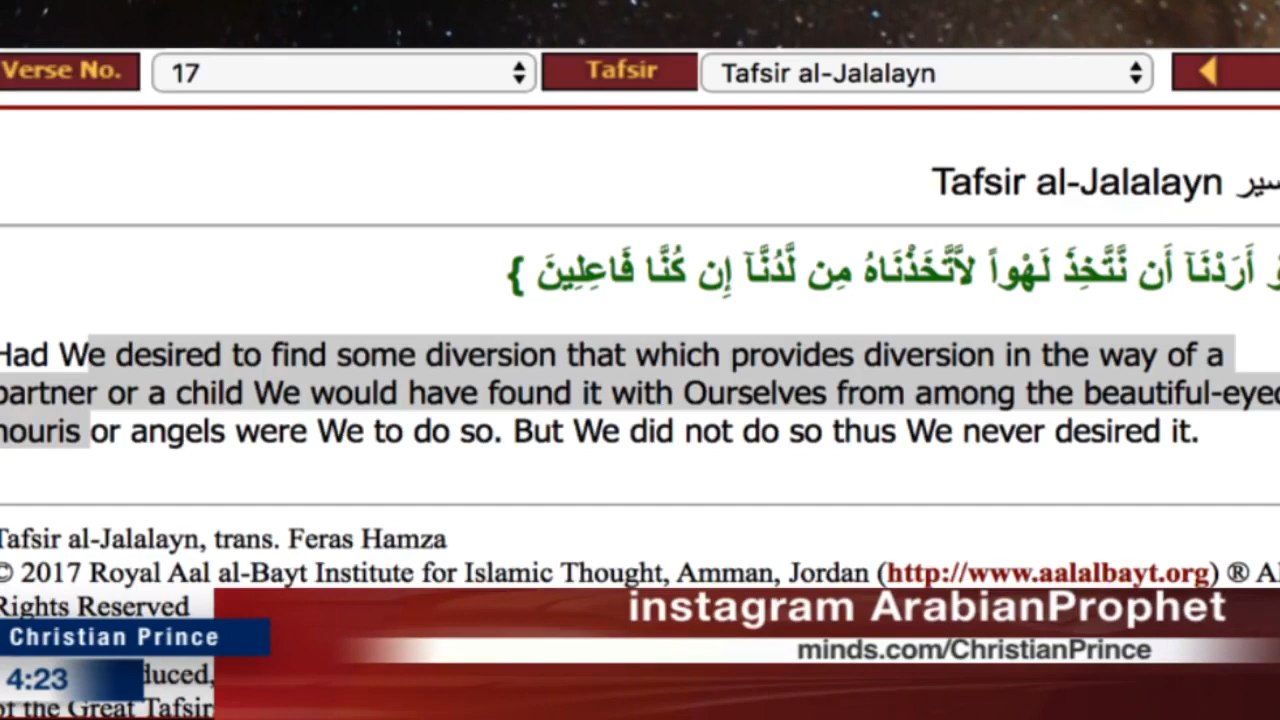 Verse No. 17 Tafsir Tafsir al-Jalalayn
Tafsir al-Jalalayn
أَرَدْنَآ أَن نَّتَّخِذَ لَهْواً لاَّتَّخَذْنَاهُ مِن لَّدُنَّآ إِن كُنَّا فَاعِلِينَ }
Had We desired to find some diversion that which provides diversion in the way of a
partner or a child We would have found it with Ourselves from among the beautiful-eyed
houris or angels were We to do so. But We did not do so thus We never desired it.
Tafsir al-Jalalayn, trans. Feras Hamza
© 2017 Royal Aal al-Bayt Institute for Islamic Thought, Amman, Jordan (http://www.aalalbayt.org) ®
Rights Reserved
instagram ArabianProphet
Christian Prince
minds.com/ChristianPrince
4:23
duced,
of the Great Tafsir